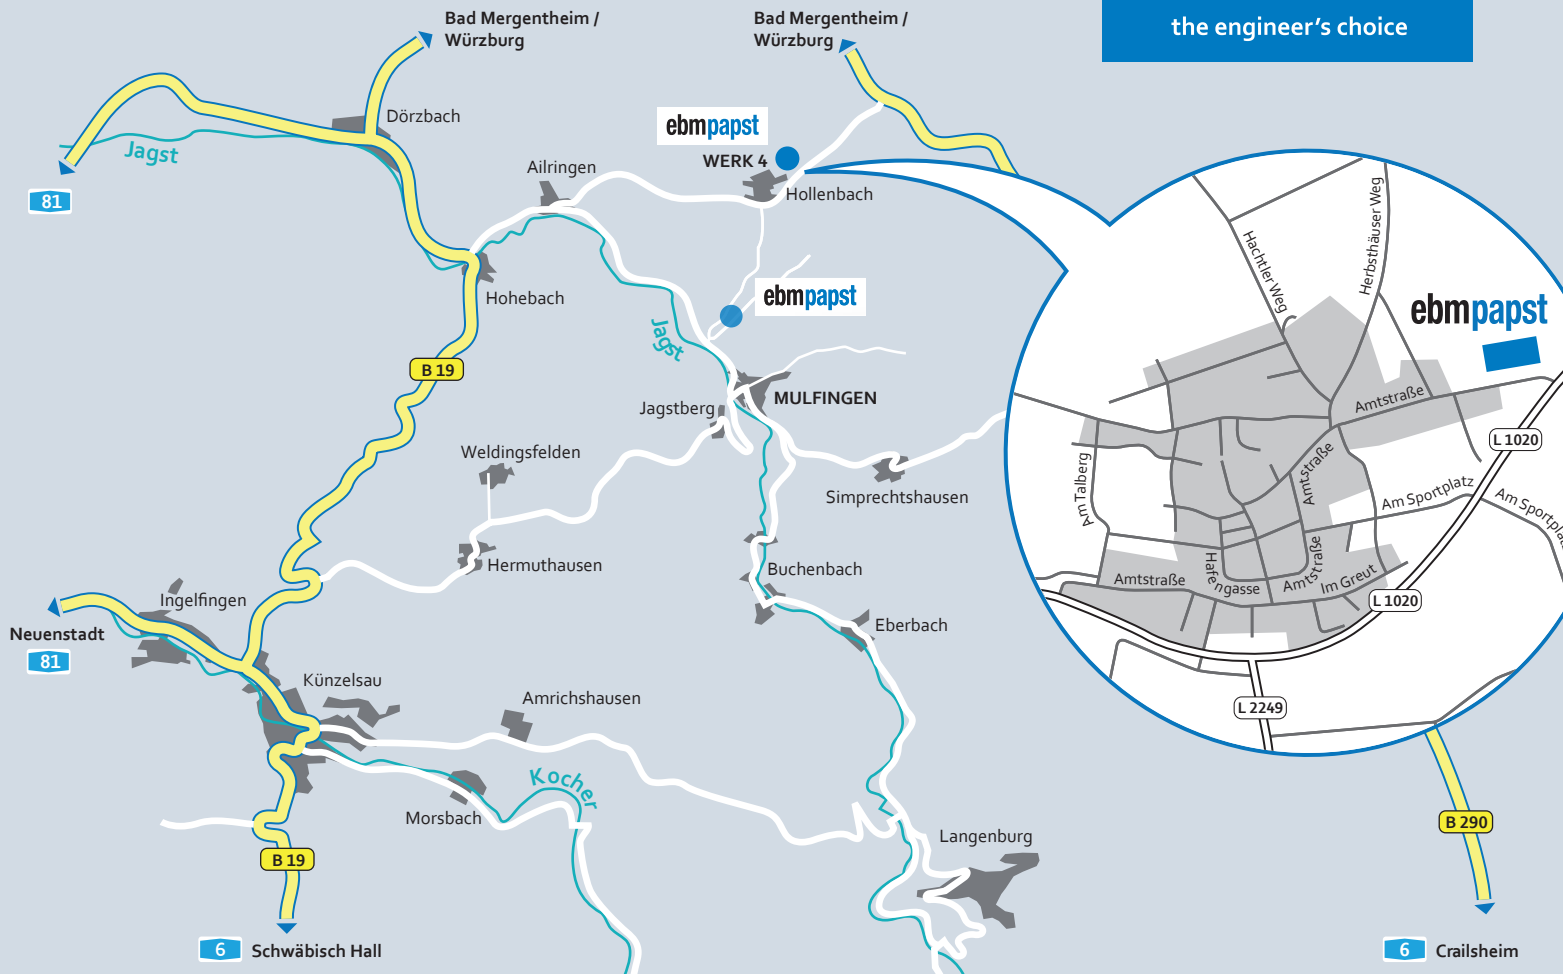 Bad Mergentheim /
Würzburg
Bad Mergentheim /
Würzburg
the engineer's choice
Dörzbach
Jagst
81
ebmpapst
WERK 4
Ailringen
Hollenbach
Hohebach
ebmpapst
Jagst
B 19
Jagstberg
MULFINGEN
Weldingsfelden
Simprechtshausen
Hermuthausen
Buchenbach
Ingelfingen
Neuenstadt
81
Eberbach
Künzelsau
Amrichshausen
Kocher
Morsbach
Langenburg
B 19
6 Schwäbisch Hall
Hachtler Weg
Herbsthäuser Weg
ebmpapst
Amtstraße
L 1020
Am Talberg
Amtstraße
Am Sportplatz
Am Sportpla
Amtstraße
Hafengasse
Amtstraße
Im Greut
L 1020
L 2249
B 290
6 Crailsheim